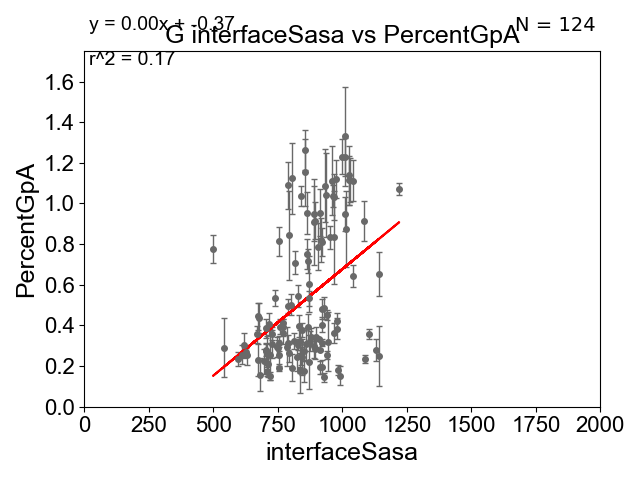 y = 0.00x + -0.37
N = 124
G interfaceSasa vs PercentGpA
r^2 = 0.17
PercentGpA
1.6
1.4
1.2
1.0
0.8
0.6
0.4
0.2
0.0
0 250 500 750 1000 1250 1500 1750 2000
interfaceSasa